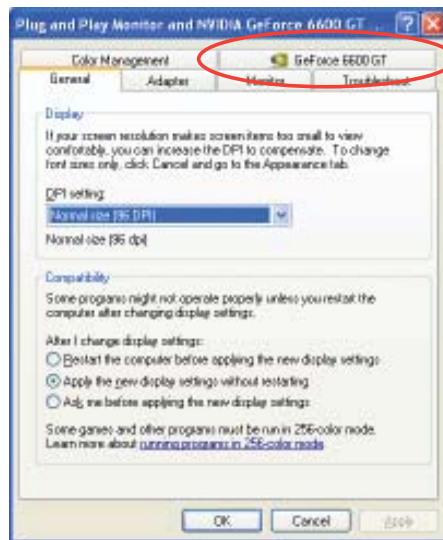 Plug and Play Monitor and NVIDIA GeForce 6600 GT ...
Color Management
GeForce 6600 GT
General
Adapter
Monitor
Troubleshoot
Display
If your screen resolution makes screen items too small to view
comfortably, you can increase the DPI to compensate. To change
font sizes only, click Cancel and go to the Appearance tab.
DPI setting:
Normal size (96 DPI)
Normal size (96 dpi)
Compatibility
Some programs might not operate properly unless you restart the
computer after changing display settings.
After I change display settings:
Restart the computer before applying the new display settings
Apply the new display settings without restarting
Ask me before applying the new display settings
Some games and other programs must be run in 256-color mode.
Learn more about running programs in 256-color mode.
OK
Cancel
Apply